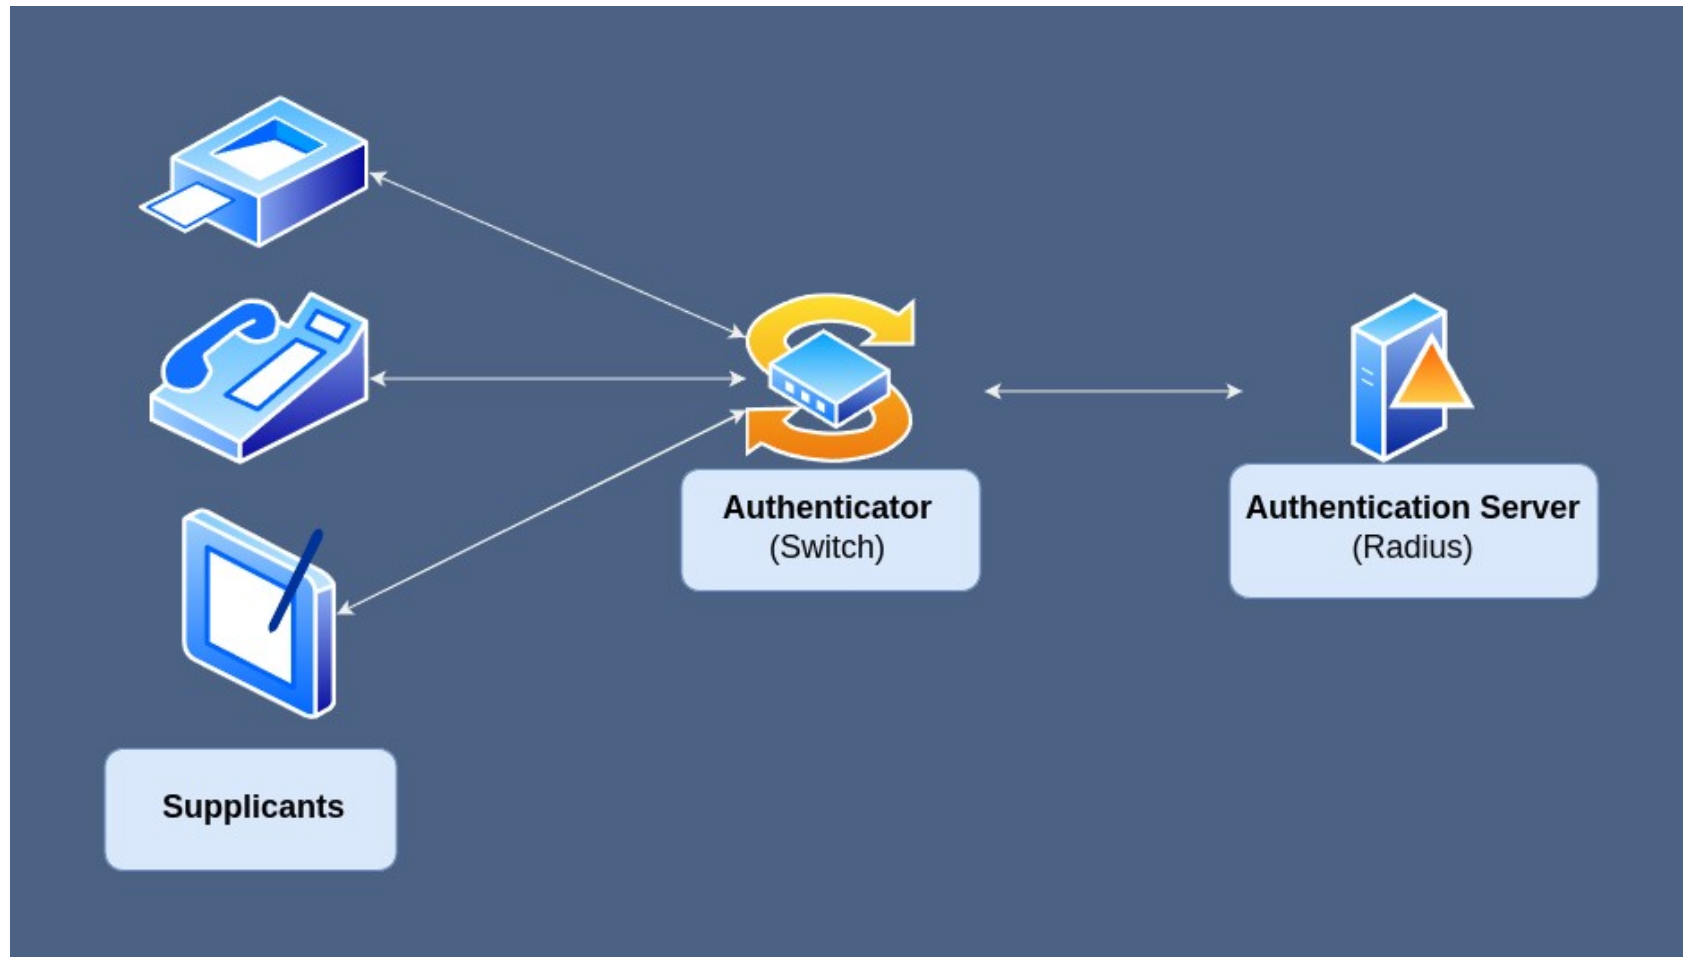 Authenticator
(Switch)
Authentication Server
(Radius)
Supplicants